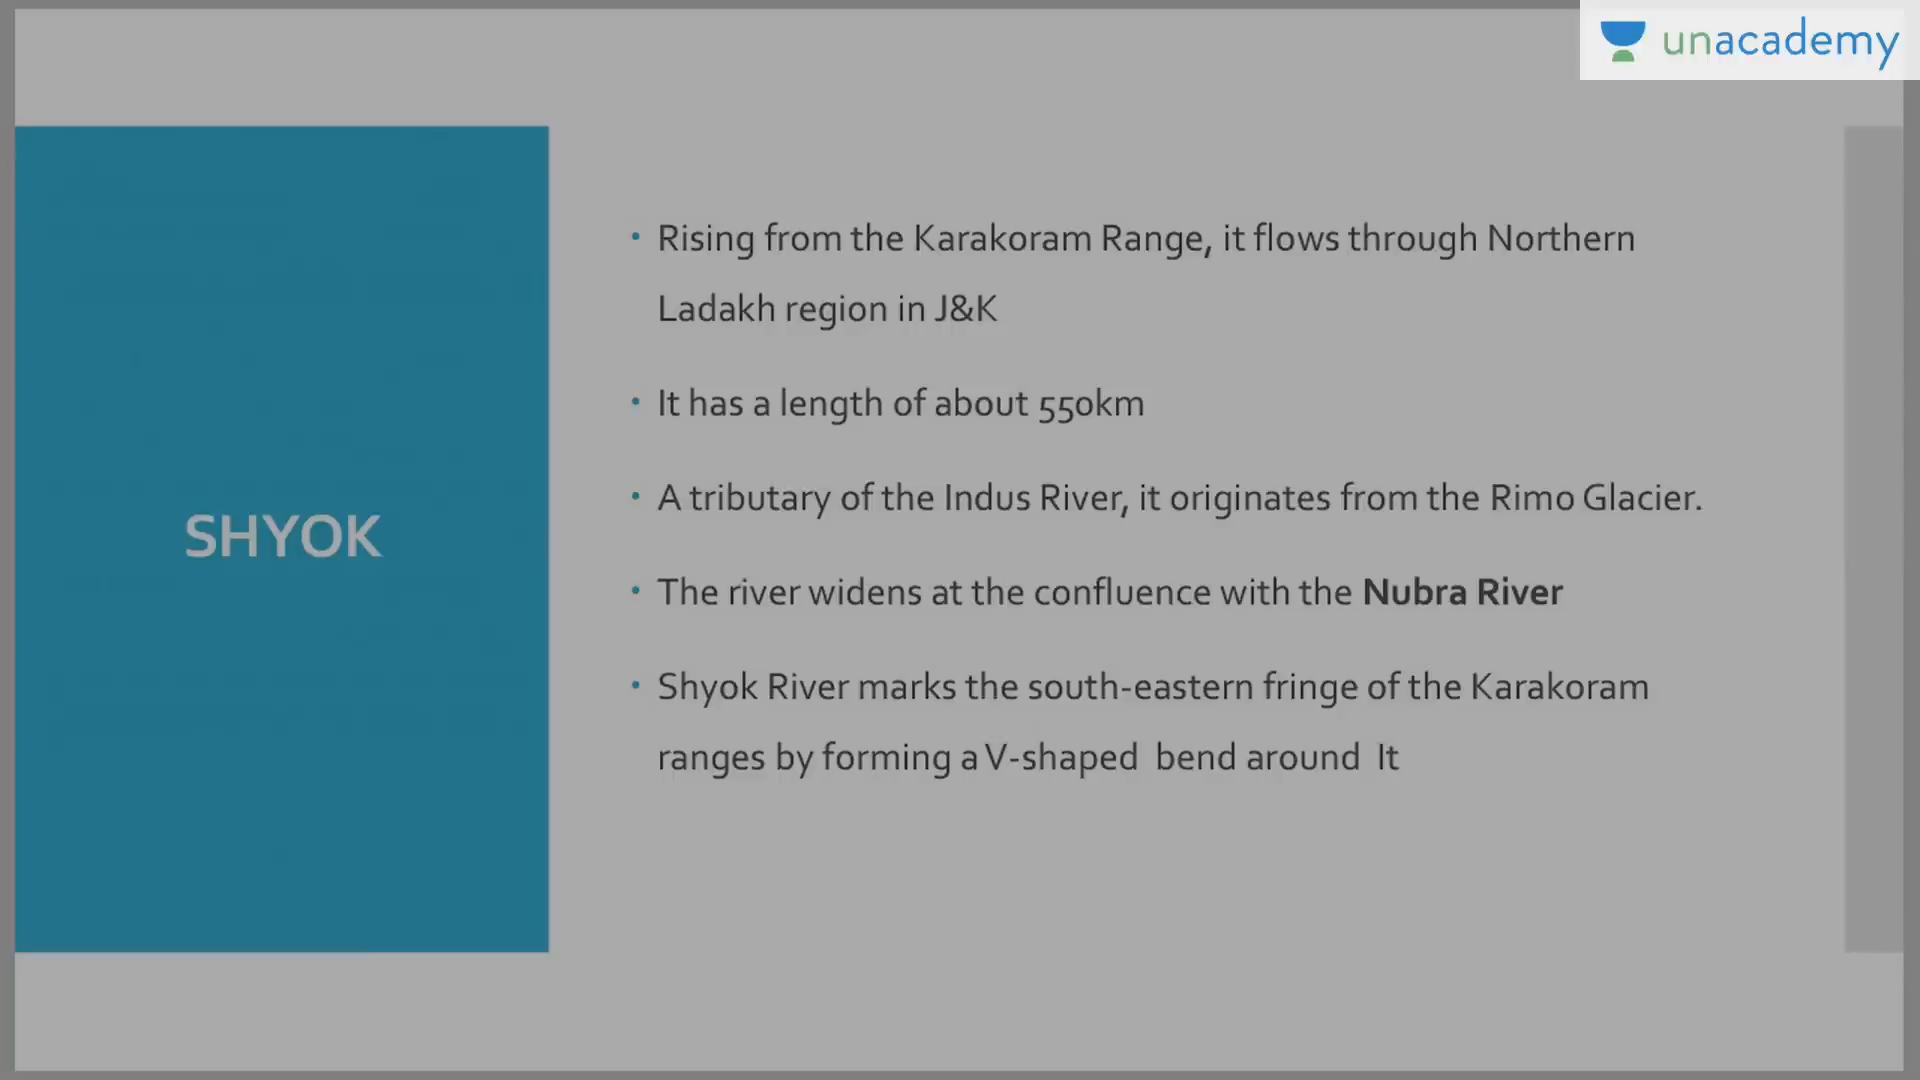 unacademy
SHYOK
• Rising from the Karakoram Range, it flows through Northern
Ladakh region in J&K
• It has a length of about 550km
• A tributary of the Indus River, it originates from the Rimo Glacier.
• The river widens at the confluence with the Nubra River
• Shyok River marks the south-eastern fringe of the Karakoram
ranges by forming a V-shaped bend around It